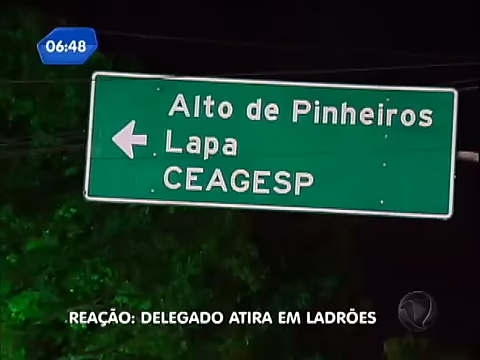 06:48
Alto de Pinheiros
Lapa
CEAGESP
REAÇÃO: DELEGADO ATIRA EM LADRÕES